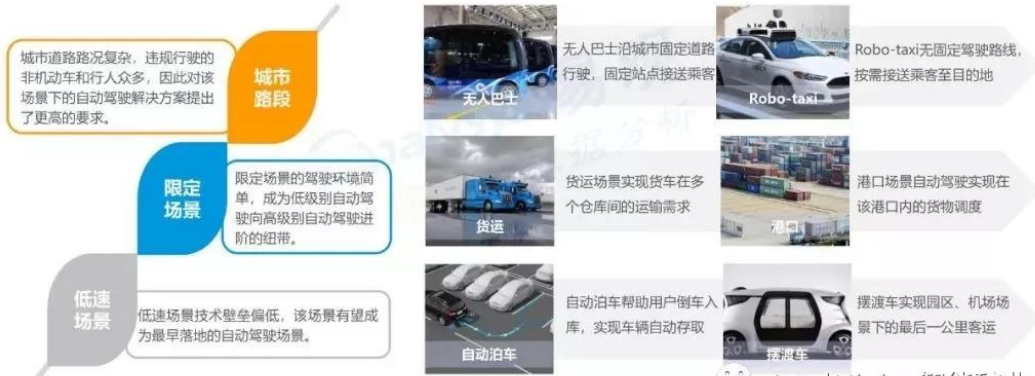 城市道路路况复杂，违规行驶的
非机动车和行人众多，因此对该
场景下的自动驾驶解决方案提出
了更高的要求。
城市
路段
无人巴士
无人巴士沿城市固定道路
行驶，固定站点接送乘客
Robo-taxi
Robo-taxi无固定驾驶路线，
按需接送乘客至目的地
限定
场景
限定场景的驾驶环境简
单，成为低级别自动驾
驶向高级别自动驾驶进
阶的纽带。
货运
货运场景实现货车在多
个仓库间的运输需求
港口
港口场景自动驾驶实现在
该港口内的货物调度
低速
场景
低速场景技术壁垒偏低，该场景有望成
为最早落地的自动驾驶场景。
自动泊车
自动泊车帮助用户倒车入
库，实现车辆自动存取
摆渡车
摆渡车实现园区、机场场
景下的最后一公里客运